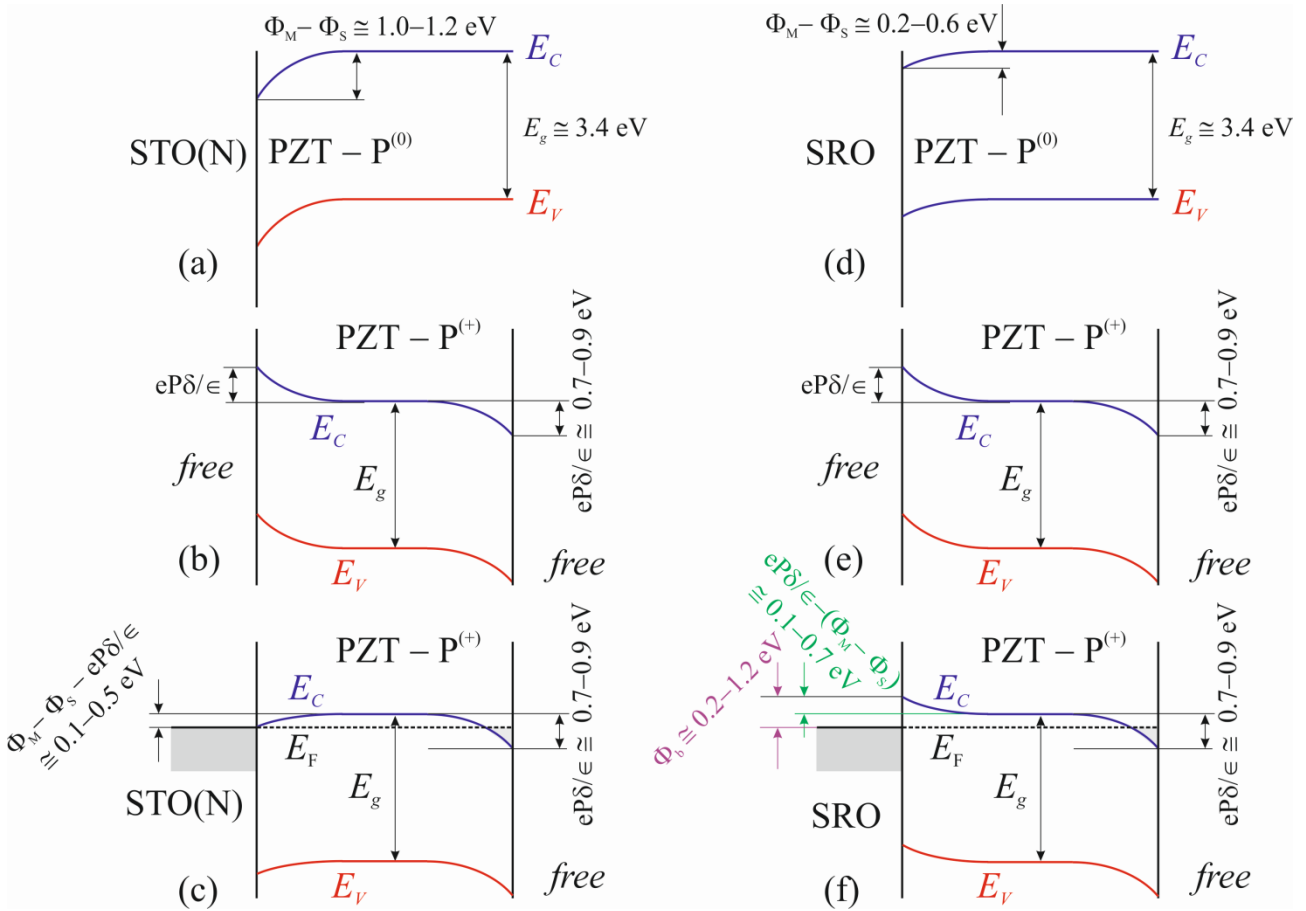 Φ_M – Φ_S ≅ 1.0–1.2 eV
E_C
STO(N)
PZT – P^(0)
E_g ≅ 3.4 eV
E_V
(a)
PZT – P^(+)
ePδ/ϵ
E_C
free
E_g
ePδ/ϵ ≅ 0.7–0.9 eV
(b)
E_V
free
Φ_M – Φ_S – ePδ/ϵ
≅ 0.1–0.5 eV
PZT – P^(+)
E_C
E_F
STO(N)
E_g
ePδ/ϵ ≅ 0.7–0.9 eV
(c)
E_V
free
Φ_M – Φ_S ≅ 0.2–0.6 eV
E_C
SRO
PZT – P^(0)
E_g ≅ 3.4 eV
E_V
(d)
PZT – P^(+)
ePδ/ϵ
E_C
free
E_g
ePδ/ϵ ≅ 0.7–0.9 eV
(e)
E_V
free
ePδ/ϵ–(Φ_M – Φ_S)
≅ 0.1–0.7 eV
Φ_b ≅ 0.2–1.2 eV
PZT – P^(+)
E_C
E_F
SRO
E_g
ePδ/ϵ ≅ 0.7–0.9 eV
(f)
E_V
free